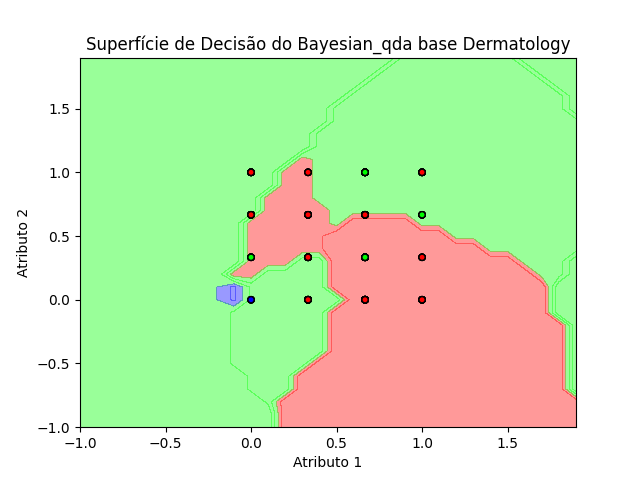 Superfície de Decisão do Bayesian_qda base Dermatology
1.5
1.0
0.5
0.0
−0.5
−1.0
Atributo 2
−1.0 −0.5 0.0 0.5 1.0 1.5
Atributo 1